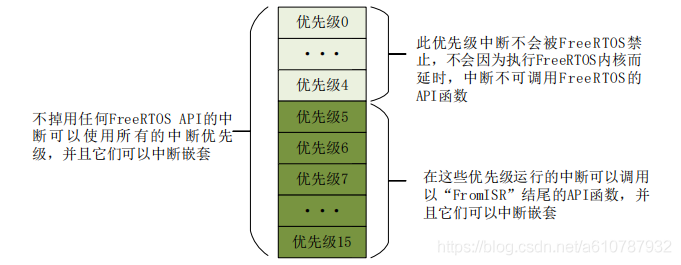 不掉用任何FreeRTOS API的中
断可以使用所有的中断优先
级，并且它们可以中断嵌套
优先级0
···
优先级4
优先级5
优先级6
优先级7
···
优先级15
此优先级中断不会被FreeRTOS禁
止，不会因为执行FreeRTOS内核而
延时，中断不可调用FreeRTOS的
API函数
在这些优先级运行的中断可以调用
以“FromISR”结尾的API函数，并
且它们可以中断嵌套
https://blog.csdn.net/a610787932